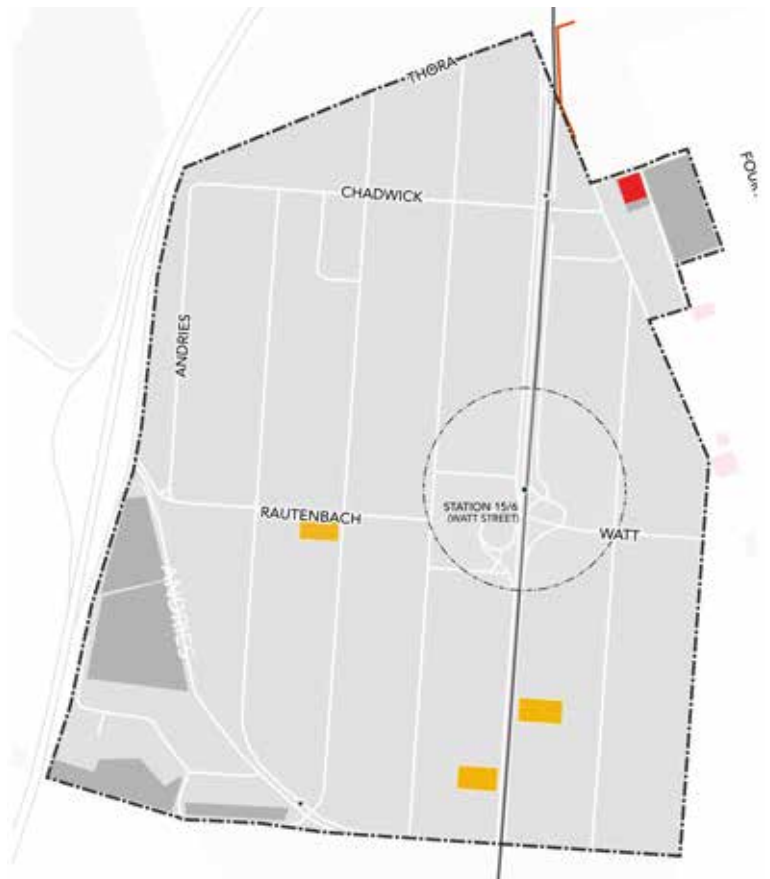 THORA
CHADWICK
ANDRIES
STATION 15/6
(WATT STREET)
RAUTENBACH
WATT
ANDRIES